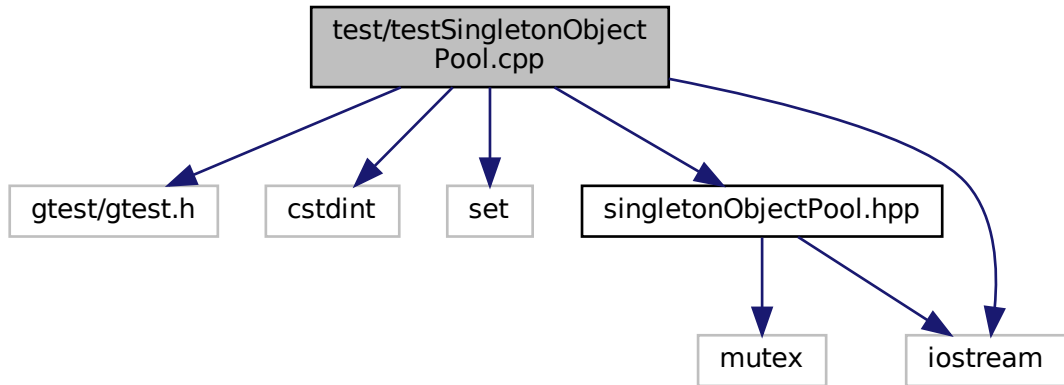 test/testSingletonObject
Pool.cpp
gtest/gtest.h
cstdint
set
singletonObjectPool.hpp
mutex
iostream